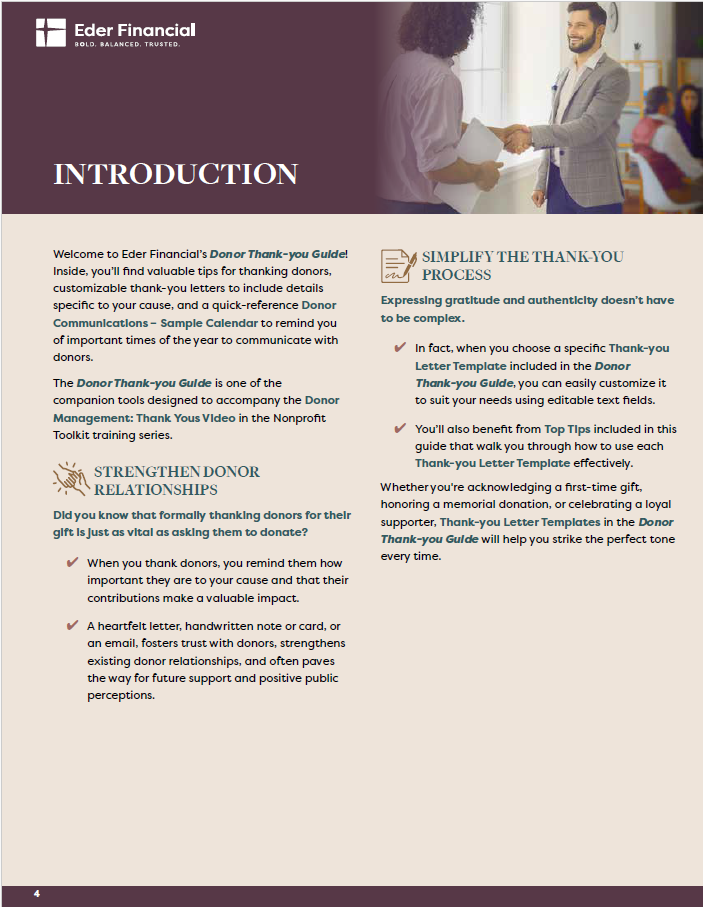 Eder Financial
BOLD. BALANCED. TRUSTED.
INTRODUCTION
Welcome to Eder Financial's Donor Thank-you Guide!
Inside, you'll find valuable tips for thanking donors,
customizable thank-you letters to include details
specific to your cause, and a quick-reference Donor
Communications – Sample Calendar to remind you
of important times of the year to communicate with
donors.
The Donor Thank-you Guide is one of the
companion tools designed to accompany the Donor
Management: Thank Yous Video in the Nonprofit
Toolkit training series.
STRENGTHEN DONOR
RELATIONSHIPS
Did you know that formally thanking donors for their
gift is just as vital as asking them to donate?
✔ When you thank donors, you remind them how
important they are to your cause and that their
contributions make a valuable impact.
✔ A heartfelt letter, handwritten note or card, or
an email, fosters trust with donors, strengthens
existing donor relationships, and often paves
the way for future support and positive public
perceptions.
SIMPLIFY THE THANK-YOU
PROCESS
Expressing gratitude and authenticity doesn't have
to be complex.
✔ In fact, when you choose a specific Thank-you
Letter Template included in the Donor
Thank-you Guide, you can easily customize it
to suit your needs using editable text fields.
✔ You'll also benefit from Top Tips included in this
guide that walk you through how to use each
Thank-you Letter Template effectively.
Whether you're acknowledging a first-time gift,
honoring a memorial donation, or celebrating a loyal
supporter, Thank-you Letter Templates in the Donor
Thank-you Guide will help you strike the perfect tone
every time.
4